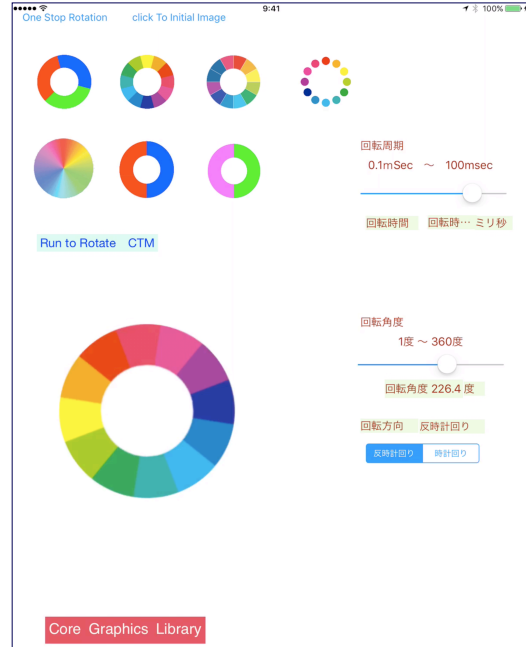 9:41
100%
One Stop Rotation
click To Initial Image
回転周期
0.1mSec ～ 100msec
回転時間
回転時… ミリ秒
Run to Rotate CTM
回転角度
1度 ～ 360度
回転角度 226.4 度
回転方向 反時計回り
反時計回り
時計回り
Core Graphics Library